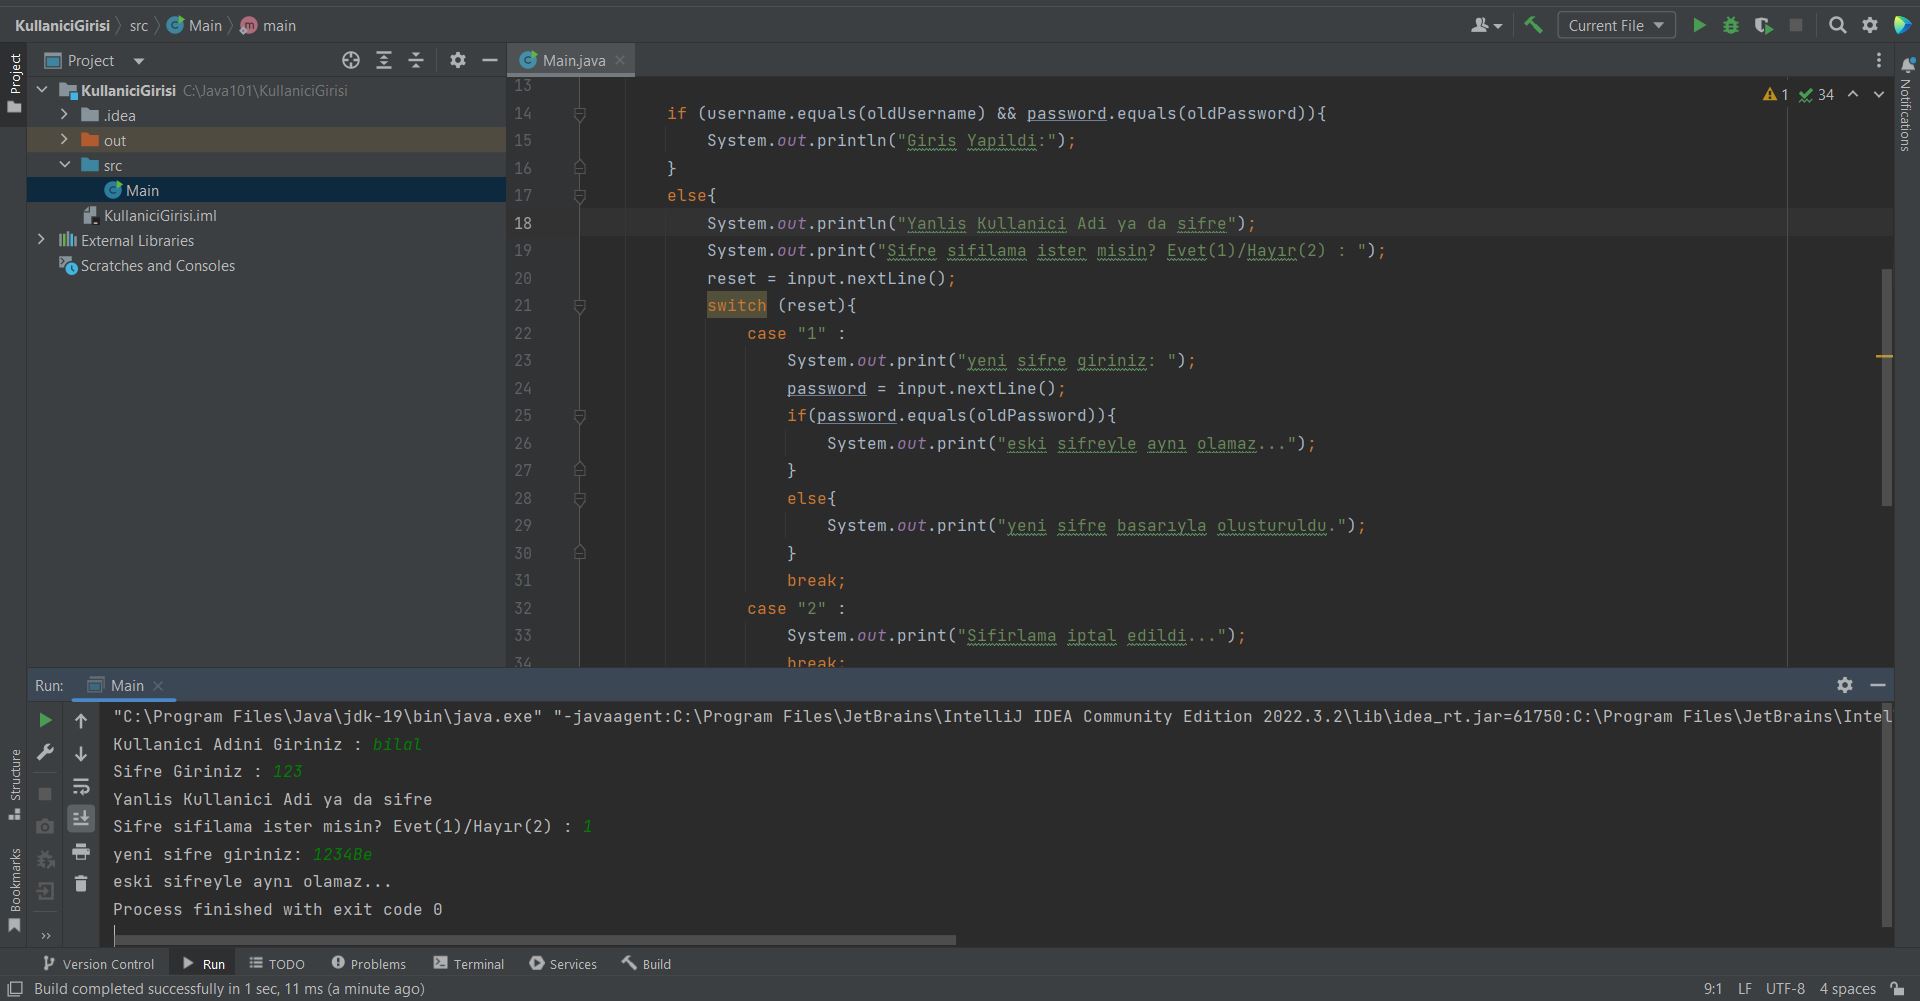 KullaniciGirisi
src
Main
main
Current File
Project
Main.java
Project
KullaniciGirisi C:\Java101\KullaniciGirisi
.idea
out
src
Main
KullaniciGirisi.iml
External Libraries
Scratches and Consoles
1 34
Notifications
13
14 if (username.equals(oldUsername) && password.equals(oldPassword)){
15 System.out.println("Giris Yapildi:");
16 }
17 else{
18 System.out.println("Yanlis Kullanici Adi ya da sifre");
19 System.out.print("Sifre sifilama ister misin? Evet(1)/Hayır(2) : ");
20 reset = input.nextLine();
21 switch (reset){
22 case "1" :
23 System.out.print("yeni sifre giriniz: ");
24 password = input.nextLine();
25 if(password.equals(oldPassword)){
26 System.out.print("eski sifreyle aynı olamaz...");
27 }
28 else{
29 System.out.print("yeni sifre basarıyla olusturuldu.");
30 }
31 break;
32 case "2" :
33 System.out.print("Sifirlama iptal edildi...");
34 break;
Run: Main
"C:\Program Files\Java\jdk-19\bin\java.exe" "-javaagent:C:\Program Files\JetBrains\IntelliJ IDEA Community Edition 2022.3.2\lib\idea_rt.jar=61750:C:\Program Files\JetBrains\Intel
Kullanici Adini Giriniz : bilal
Sifre Giriniz : 123
Yanlis Kullanici Adi ya da sifre
Sifre sifilama ister misin? Evet(1)/Hayır(2) : 1
yeni sifre giriniz: 1234Be
eski sifreyle aynı olamaz...
Process finished with exit code 0
Structure
Bookmarks
Version Control
Run
TODO
Problems
Terminal
Services
Build
Build completed successfully in 1 sec, 11 ms (a minute ago)
9:1 LF UTF-8 4 spaces